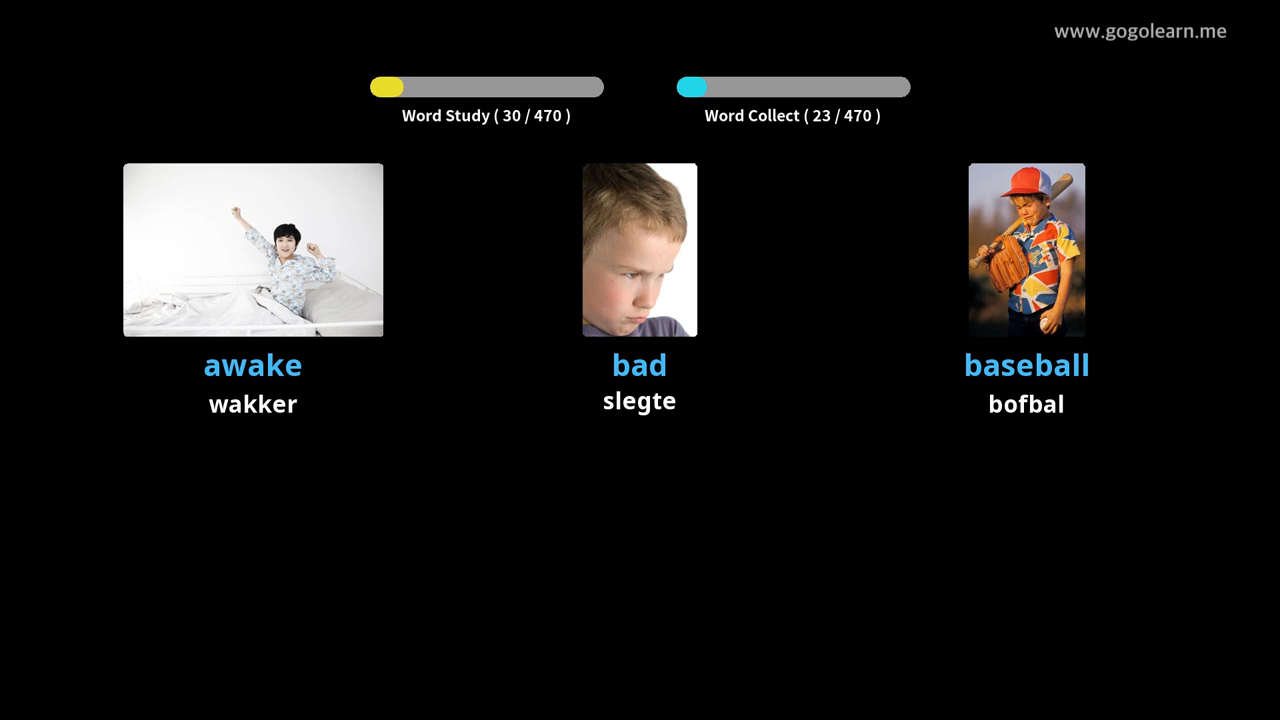 www.gogolearn.me
Word Study ( 30 / 470 )
Word Collect ( 23 / 470 )
awake
bad
baseball
wakker
slegte
bofbal